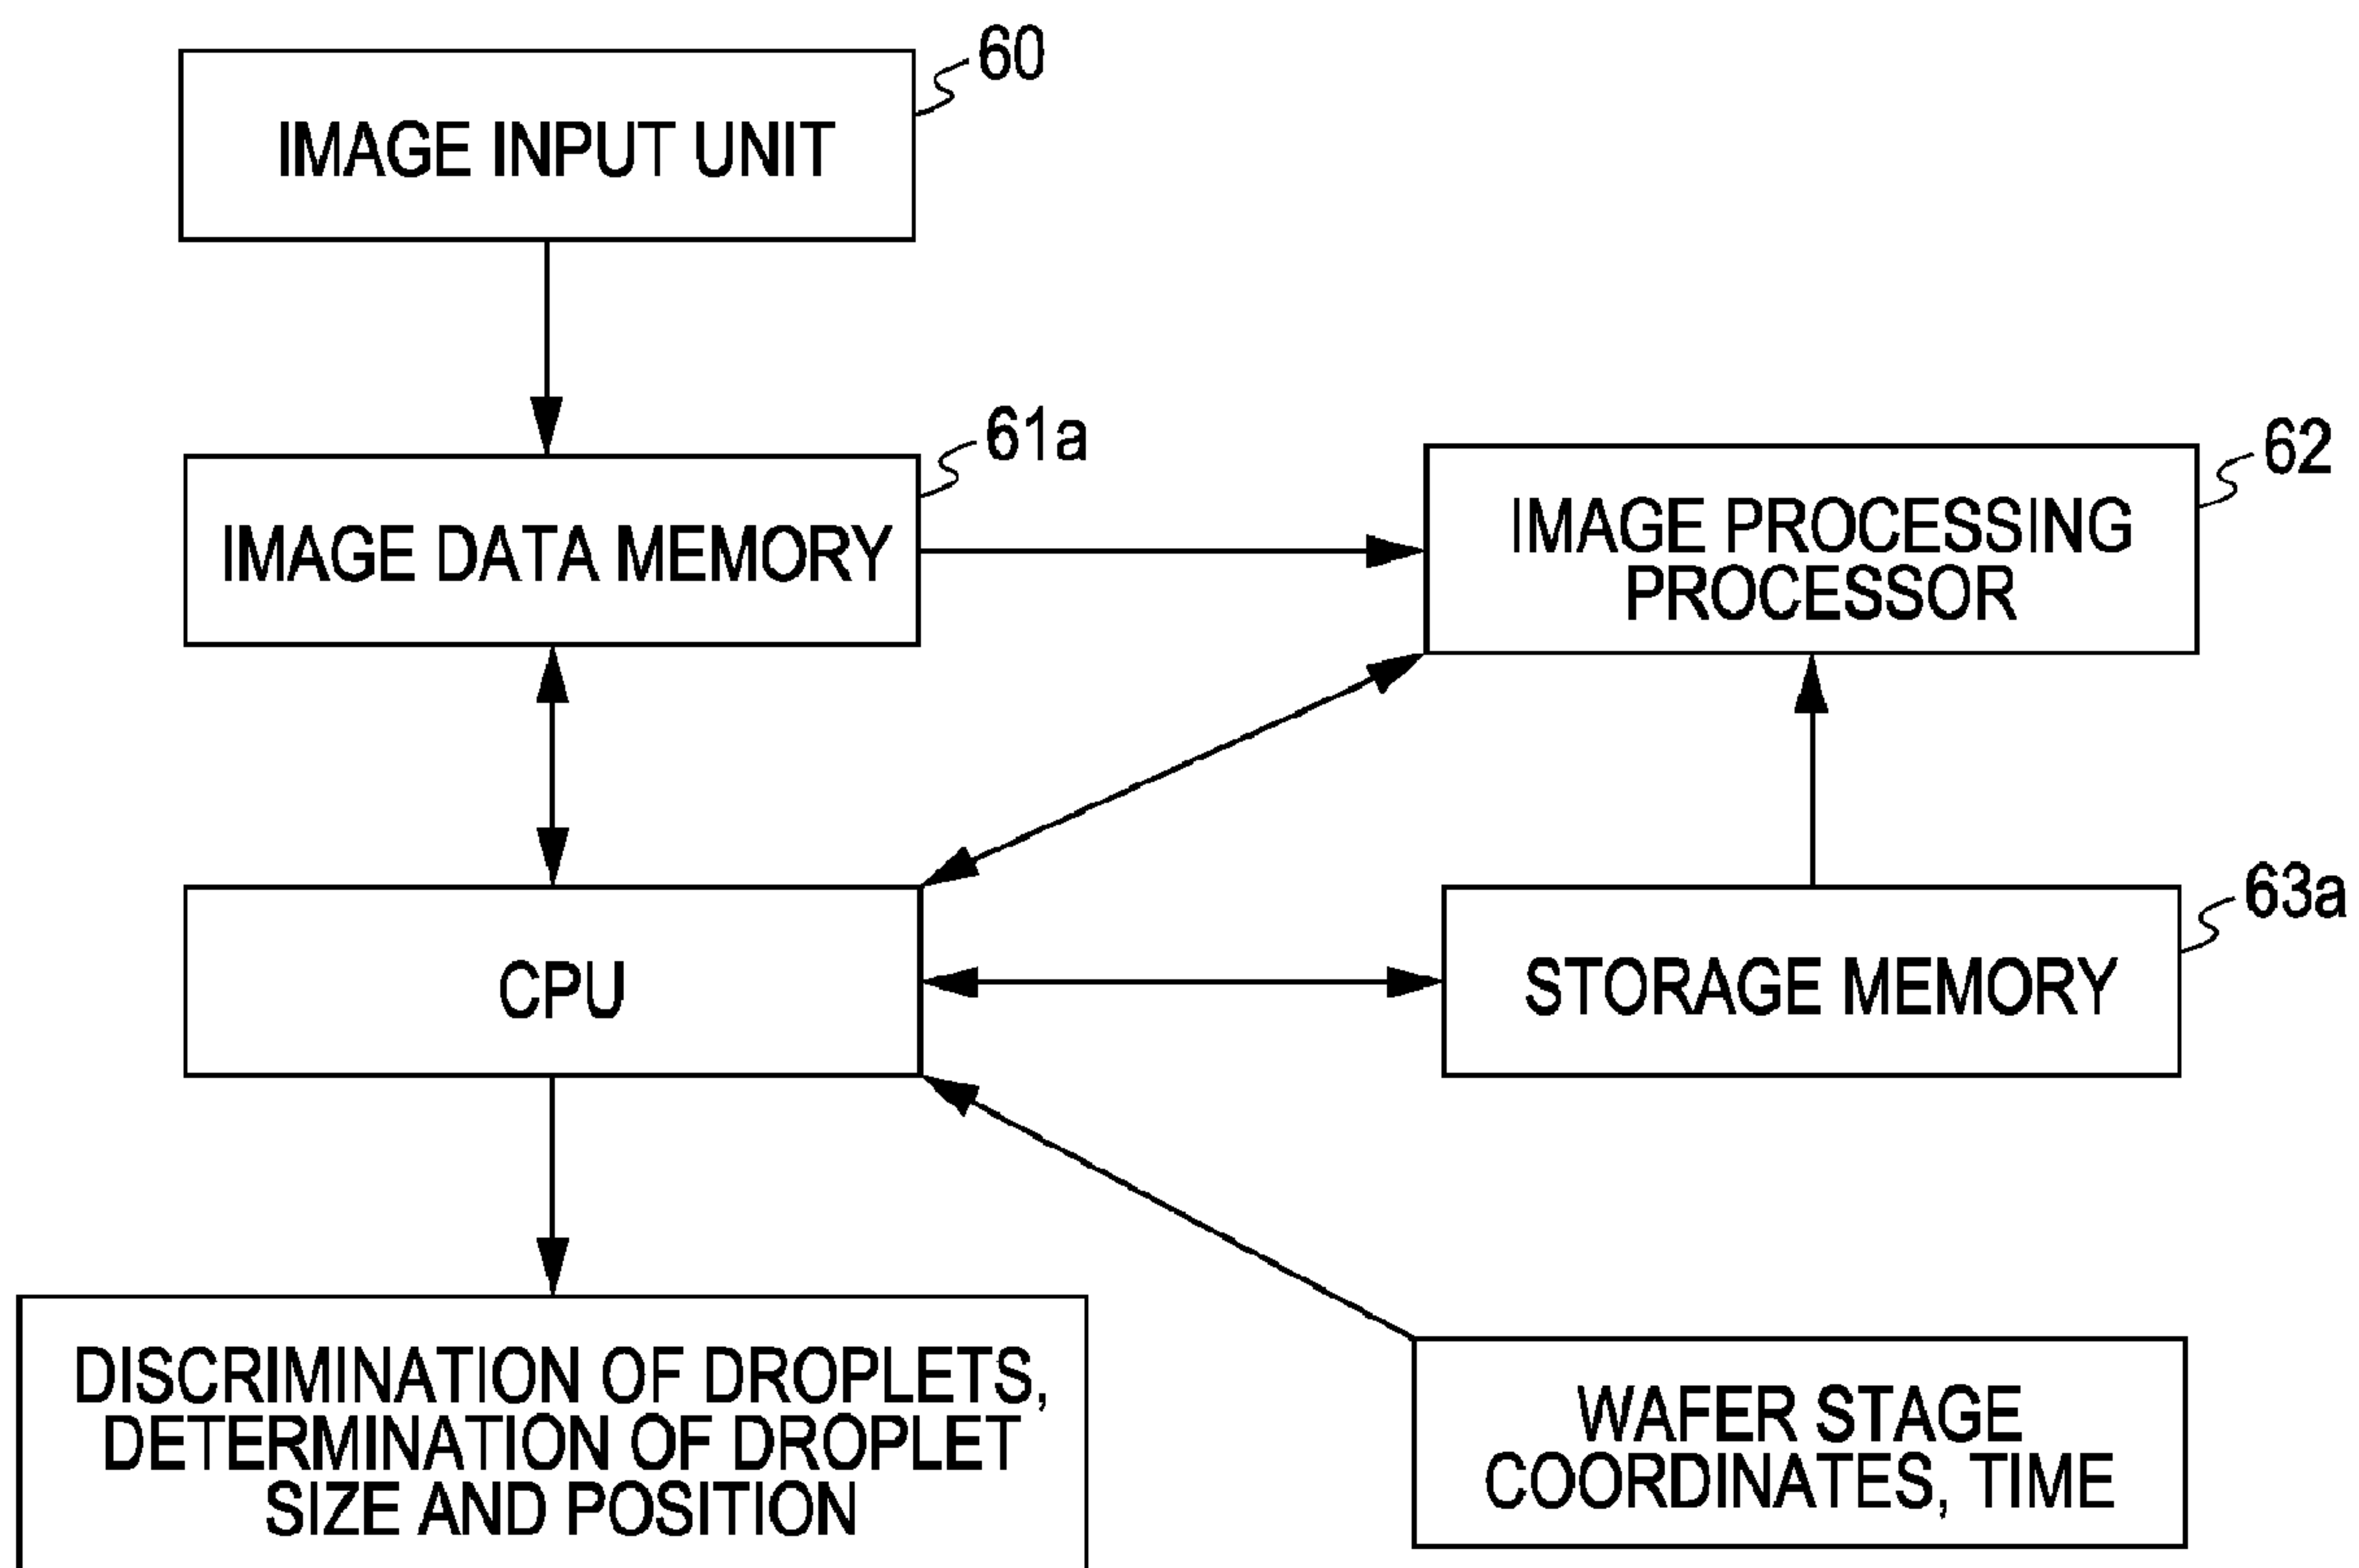 60
IMAGE INPUT UNIT
61a
IMAGE DATA MEMORY
62
IMAGE PROCESSING
PROCESSOR
CPU
63a
STORAGE MEMORY
DISCRIMINATION OF DROPLETS,
DETERMINATION OF DROPLET
SIZE AND POSITION
WAFER STAGE
COORDINATES, TIME